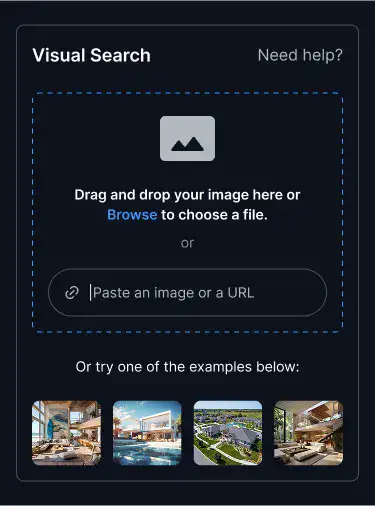 Visual Search
Need help?
Drag and drop your image here or
Browse to choose a file.
or
Paste an image or a URL
Or try one of the examples below: